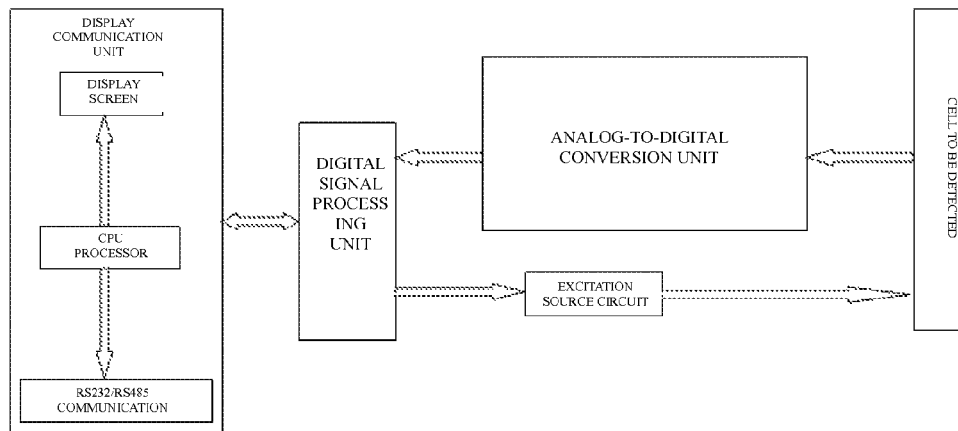 DISPLAY
COMMUNICATION
UNIT
DISPLAY
SCREEN
CPU
PROCESSOR
RS232/RS485
COMMUNICATION
DIGITAL
SIGNAL
PROCESS
ING
UNIT
ANALOG-TO-DIGITAL
CONVERSION UNIT
EXCITATION
SOURCE CIRCUIT
CELL TO BE DETECTED